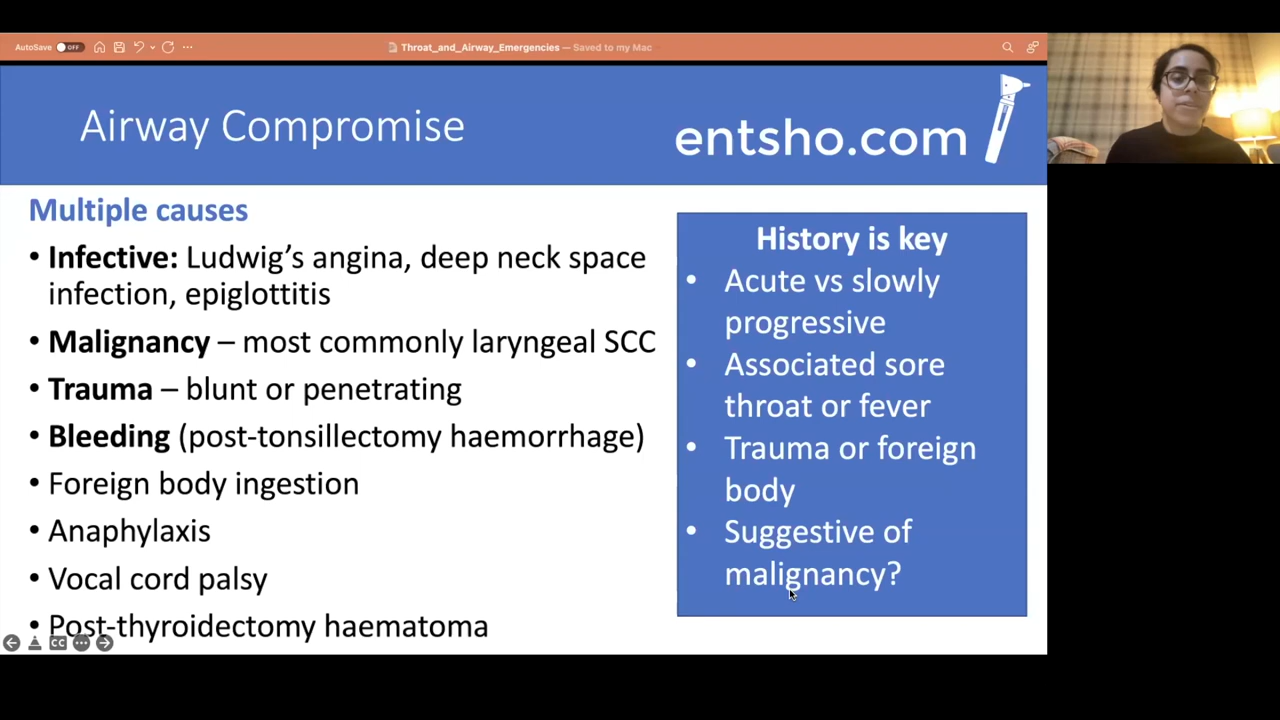 AutoSave OFF
Throat_and_Airway_Emergencies — Saved to my Mac
Airway Compromise
entsho.com
Multiple causes
• Infective: Ludwig's angina, deep neck space
infection, epiglottitis
• Malignancy – most commonly laryngeal SCC
• Trauma – blunt or penetrating
• Bleeding (post-tonsillectomy haemorrhage)
• Foreign body ingestion
• Anaphylaxis
• Vocal cord palsy
• Post-thyroidectomy haematoma
CC
History is key
• Acute vs slowly
progressive
• Associated sore
throat or fever
• Trauma or foreign
body
• Suggestive of
malignancy?